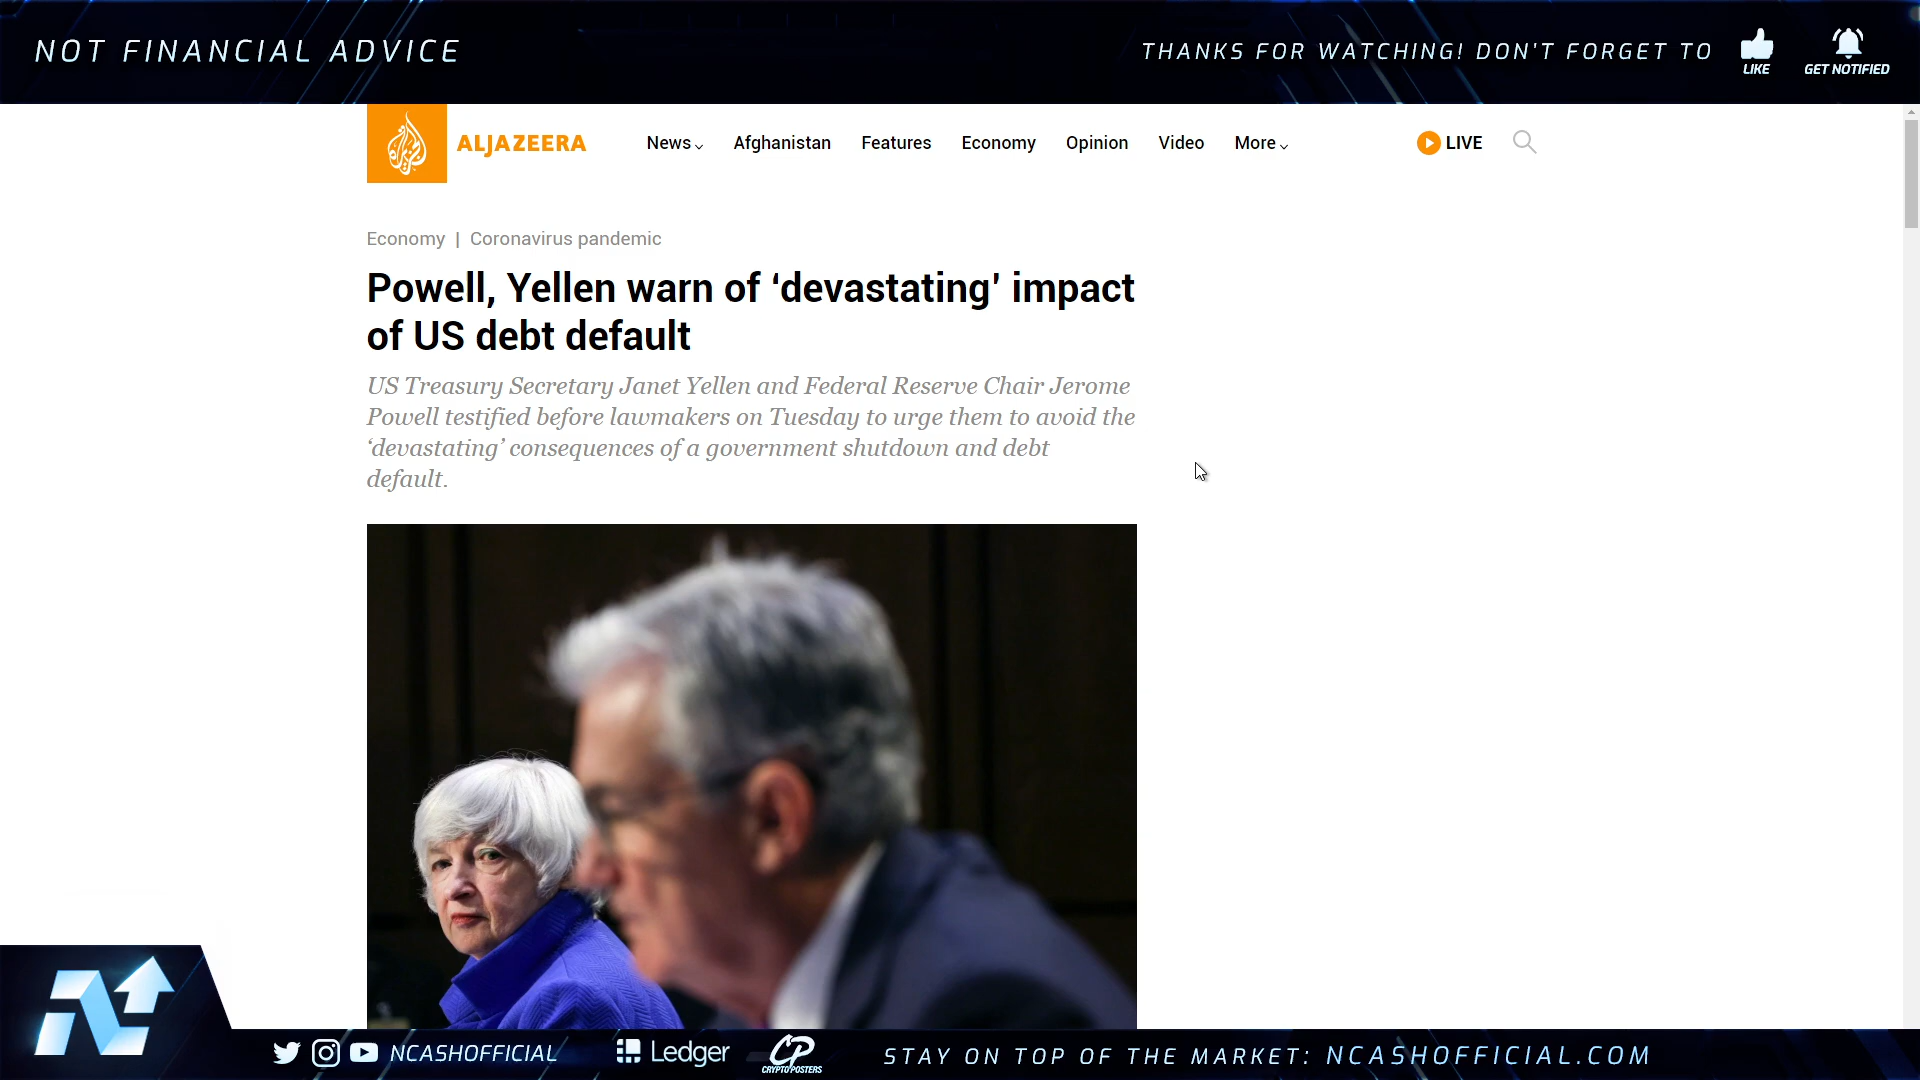 NOT FINANCIAL ADVICE
THANKS FOR WATCHING! DON'T FORGET TO
LIKE
GET NOTIFIED
ALJAZEERA
News
Afghanistan
Features
Economy
Opinion
Video
More
LIVE
Economy | Coronavirus pandemic
Powell, Yellen warn of ‘devastating’ impact
of US debt default
US Treasury Secretary Janet Yellen and Federal Reserve Chair Jerome
Powell testified before lawmakers on Tuesday to urge them to avoid the
‘devastating’ consequences of a government shutdown and debt
default.
NCASHOFFICIAL
Ledger
CP
CRYPTOPOSTERS
STAY ON TOP OF THE MARKET: NCASHOFFICIAL.COM